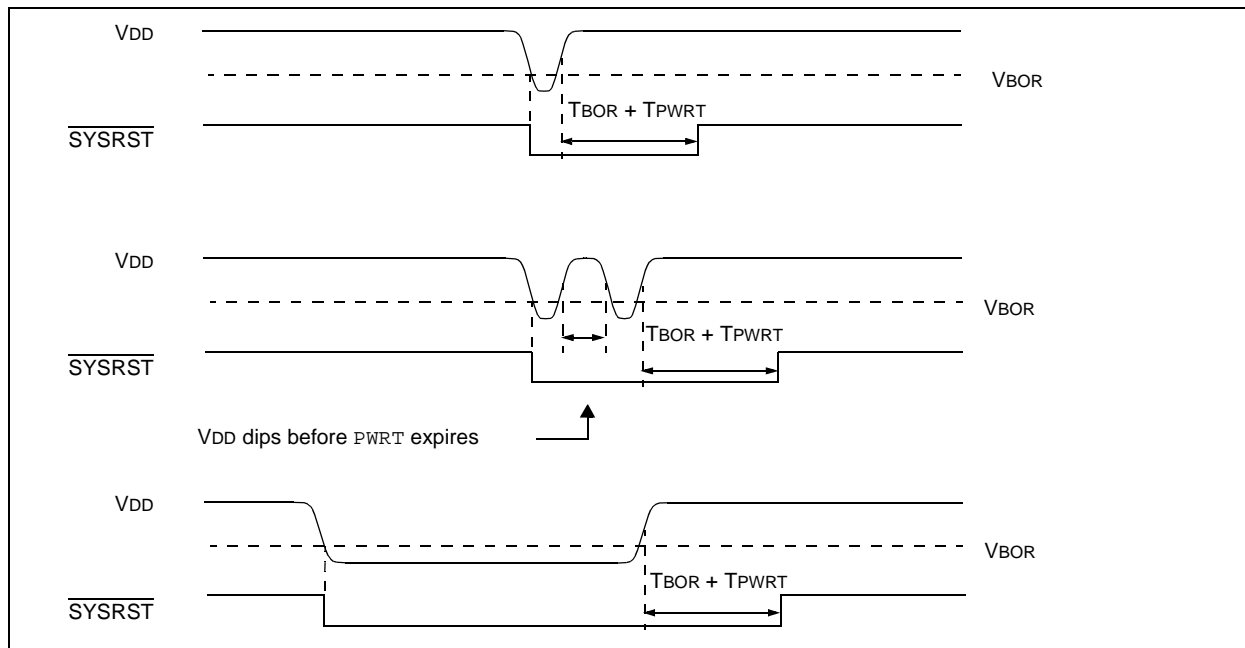 VDD
VBOR
TBOR + TPWRT
SYSRST
VDD
VBOR
TBOR + TPWRT
SYSRST
VDD dips before PWRT expires
VDD
VBOR
TBOR + TPWRT
SYSRST